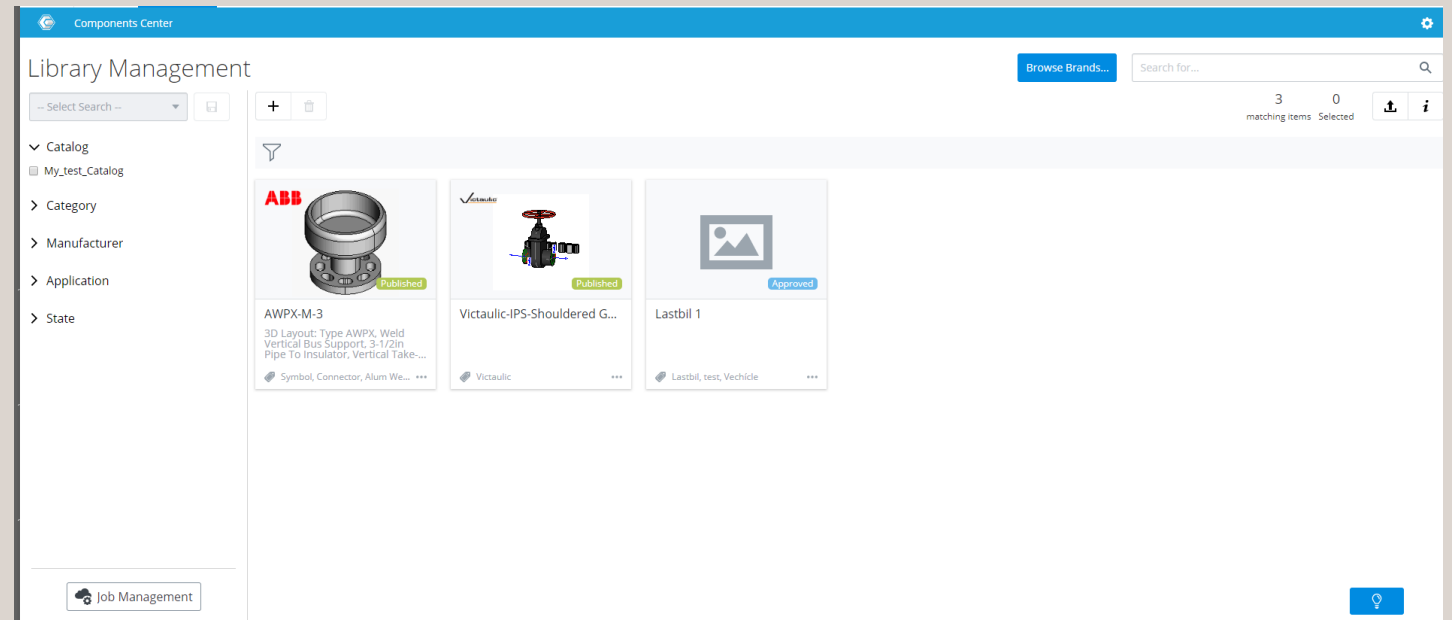 Components Center
Library Management
Browse Brands...
Search for...
-- Select Search --
3
0
matching items
Selected
i
Catalog
My_test_Catalog
Category
Manufacturer
Application
State
ABB
Published
AWPX-M-3
3D Layout: Type AWPX, Weld
Vertical Bus Support, 3-1/2in
Pipe To Insulator, Vertical Take-...
Symbol, Connector, Alum We... •••
Victaulic
Published
Victaulic-IPS-Shouldered G...
Victaulic •••
Approved
Lastbil 1
Lastbil, test, Vechicle •••
Job Management